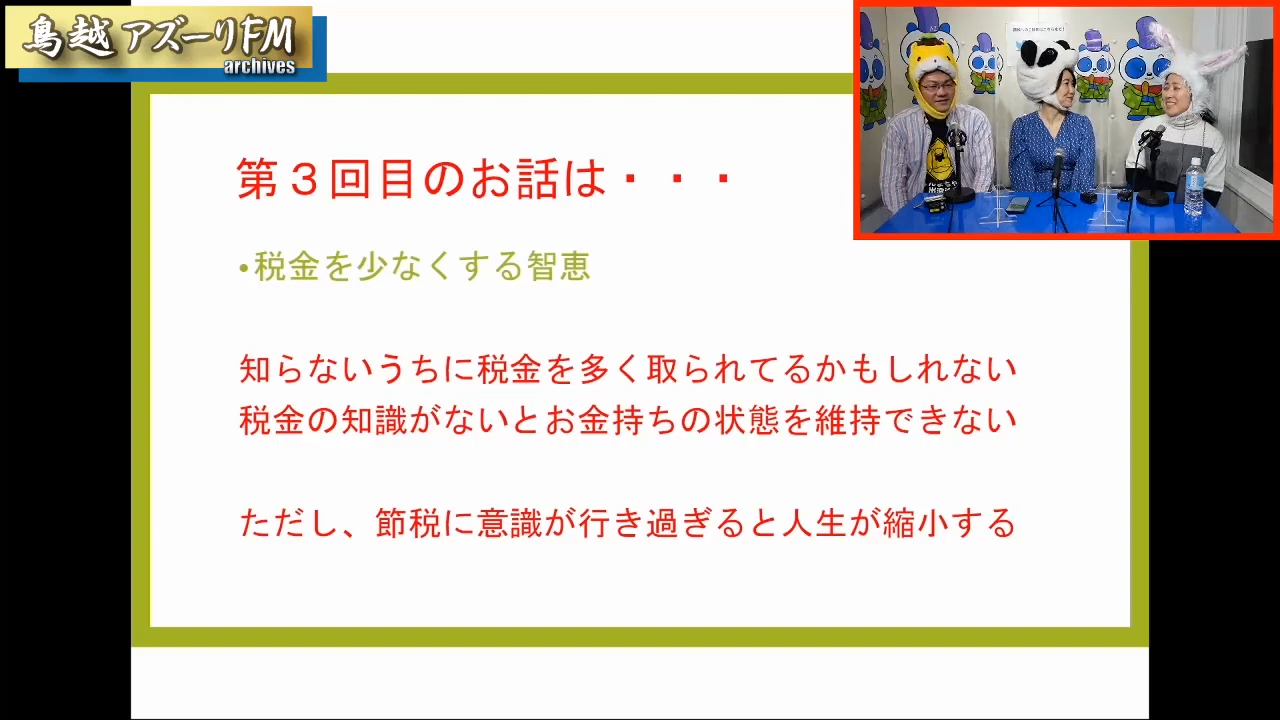 鳥越 アズーリFM
archives
第３回目のお話は・・・
•税金を少なくする智恵
知らないうちに税金を多く取られてるかもしれない
税金の知識がないとお金持ちの状態を維持できない
ただし、節税に意識が行き過ぎると人生が縮小する